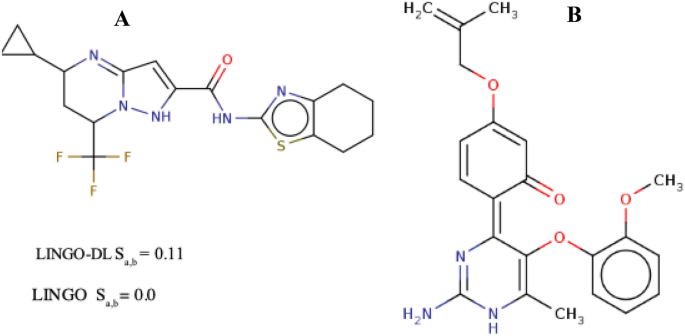 A
B
H₂C
CH₃
O
N
O
N
NH
HN
N
S
F
F
F
O
O
O
O
CH₃
N
H₂N
N
H
CH₃
LINGO-DL Sa,b = 0.11
LINGO Sa,b = 0.0